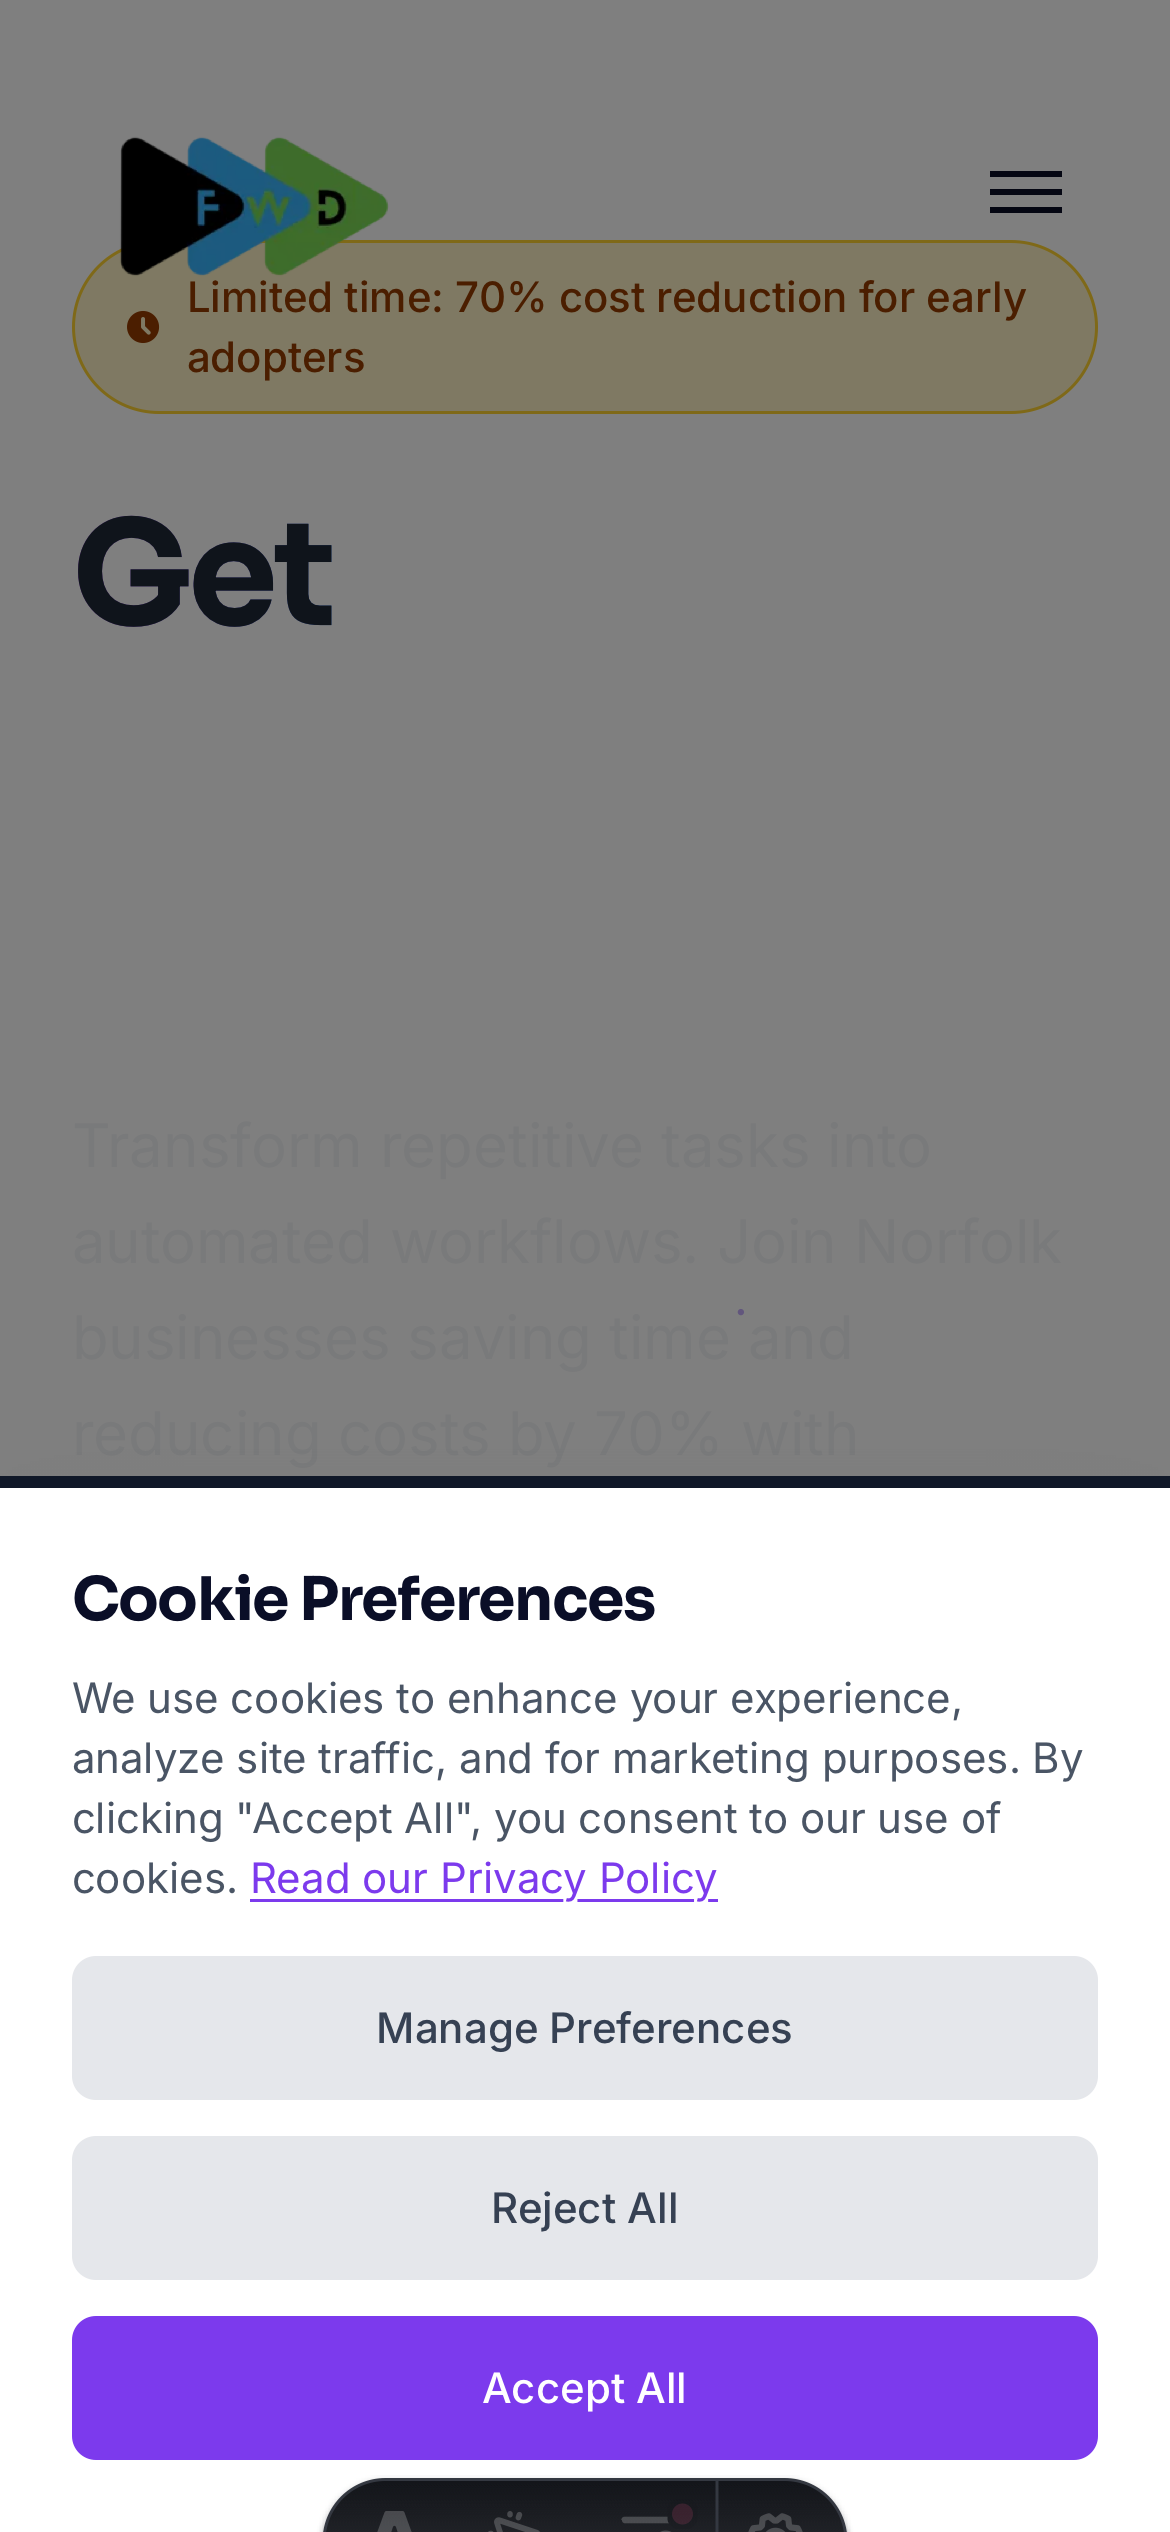 FWD
Limited time: 70% cost reduction for early
adopters
Get
Transform repetitive tasks into
automated workflows. Join Norfolk
businesses saving time and
reducing costs by 70% with
Cookie Preferences
We use cookies to enhance your experience,
analyze site traffic, and for marketing purposes. By
clicking "Accept All", you consent to our use of
cookies. Read our Privacy Policy
Manage Preferences
Reject All
Accept All